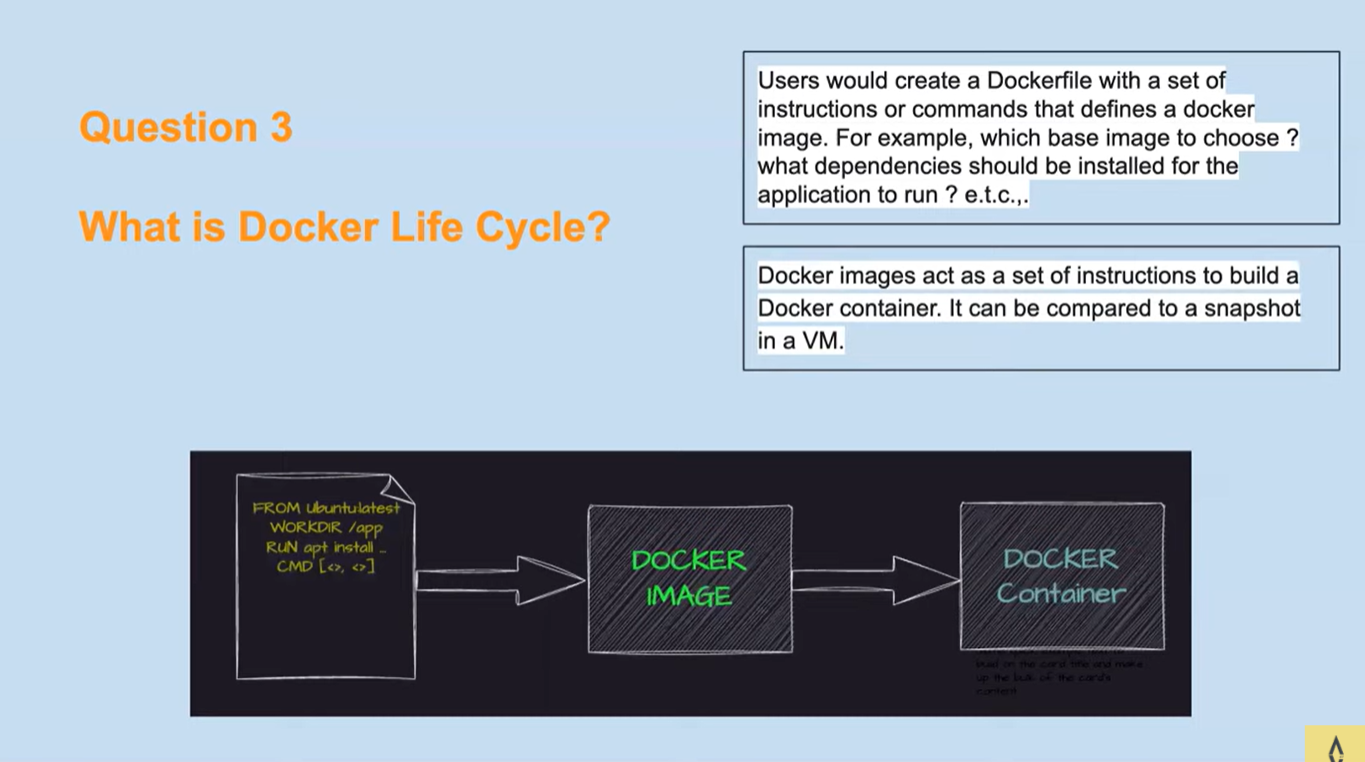 Question 3
What is Docker Life Cycle?
Users would create a Dockerfile with a set of
instructions or commands that defines a docker
image. For example, which base image to choose ?
what dependencies should be installed for the
application to run ? e.t.c.,.
Docker images act as a set of instructions to build a
Docker container. It can be compared to a snapshot
in a VM.
FROM Ubuntu:latest
WORKDIR /app
RUN apt install ..
CMD [<>, <>]
DOCKER
IMAGE
DOCKER
Container
build on the card title and make
up the bulk of the card's
content